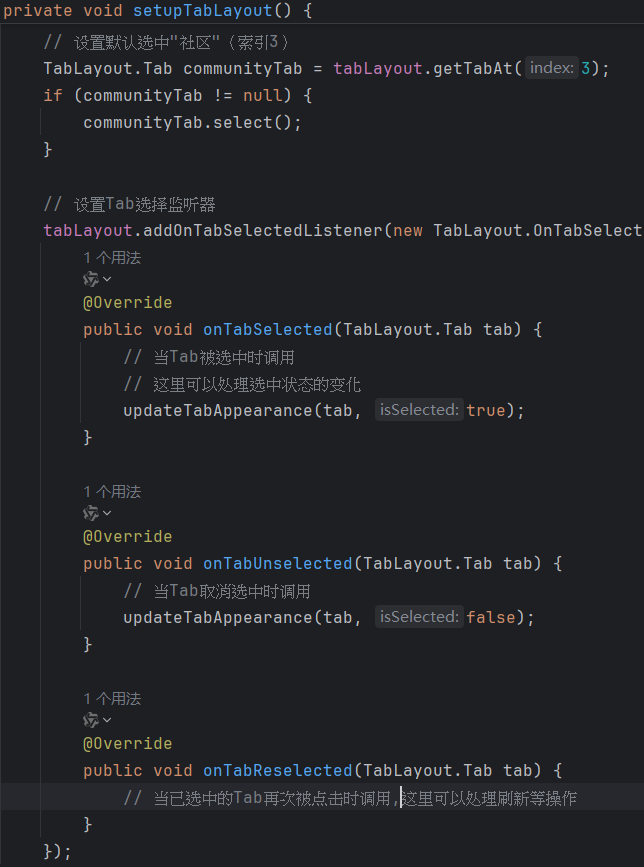 private void setupTabLayout() {
// 设置默认选中"社区"（索引3）
TabLayout.Tab communityTab = tabLayout.getTabAt( index: 3);
if (communityTab != null) {
communityTab.select();
}
// 设置Tab选择监听器
tabLayout.addOnTabSelectedListener(new TabLayout.OnTabSelect
1 个用法
@Override
public void onTabSelected(TabLayout.Tab tab) {
// 当Tab被选中时调用
// 这里可以处理选中状态的变化
updateTabAppearance(tab, isSelected: true);
}
1 个用法
@Override
public void onTabUnselected(TabLayout.Tab tab) {
// 当Tab取消选中时调用
updateTabAppearance(tab, isSelected: false);
}
1 个用法
@Override
public void onTabReselected(TabLayout.Tab tab) {
// 当已选中的Tab再次被点击时调用,这里可以处理刷新等操作
}
});